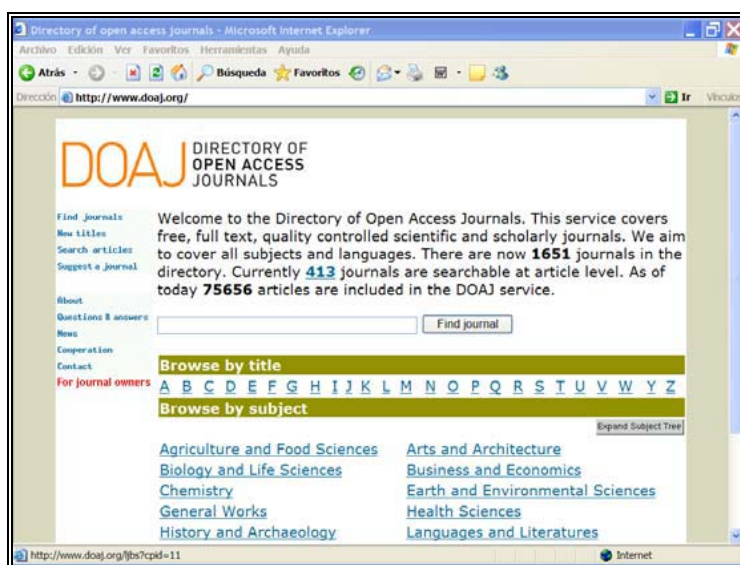 Directory of open access journals - Microsoft Internet Explorer
Archivo Edición Ver Favoritos Herramientas Ayuda
Atrás Búsqueda Favoritos
Dirección http://www.doaj.org/ Ir Vínculos
DOAJ DIRECTORY OF
OPEN ACCESS
JOURNALS
Find journals
New titles
Search articles
Suggest a journal
About
Questions & answers
News
Cooperation
Contact
For journal owners
Welcome to the Directory of Open Access Journals. This service covers
free, full text, quality controlled scientific and scholarly journals. We aim
to cover all subjects and languages. There are now 1651 journals in the
directory. Currently 413 journals are searchable at article level. As of
today 75656 articles are included in the DOAJ service.
Find journal
Browse by title
A B C D E F G H I J K L M N O P Q R S T U V W Y Z
Browse by subject
Expand Subject Tree
Agriculture and Food Sciences Arts and Architecture
Biology and Life Sciences Business and Economics
Chemistry Earth and Environmental Sciences
General Works Health Sciences
History and Archaeology Languages and Literatures
http://www.doaj.org/ljbs?cpid=11 Internet